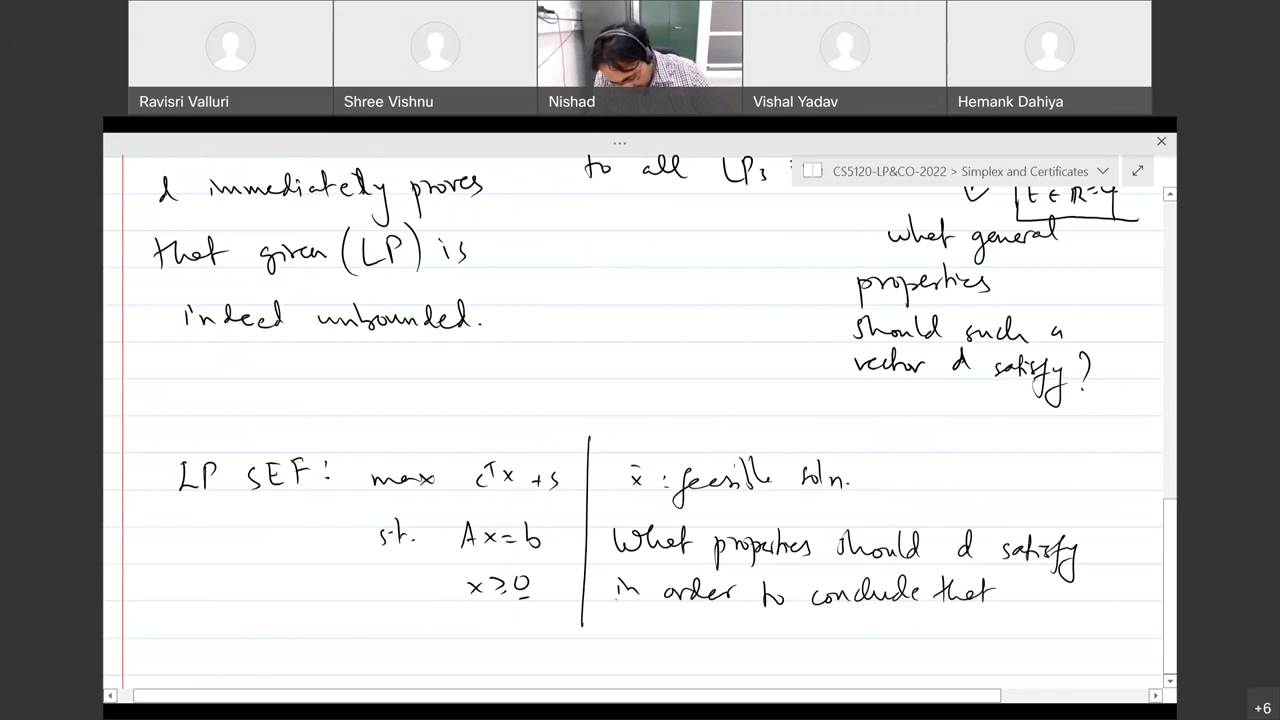 Ravisri Valluri
Shree Vishnu
Nishad
Vishal Yadav
Hemank Dahiya
CS5120-LP&CO-2022 > Simplex and Certificates
to all LPs :
t ∈ ℝ≥0
d immediately proves
that given (LP) is
indeed unbounded.
what general
properties
should such a
vector d satisfy?
LP SEF: max cᵀx + s
s.t. Ax = b
x ≥ 0
x̄ : feasible soln.
What properties should d satisfy
in order to conclude that
+6